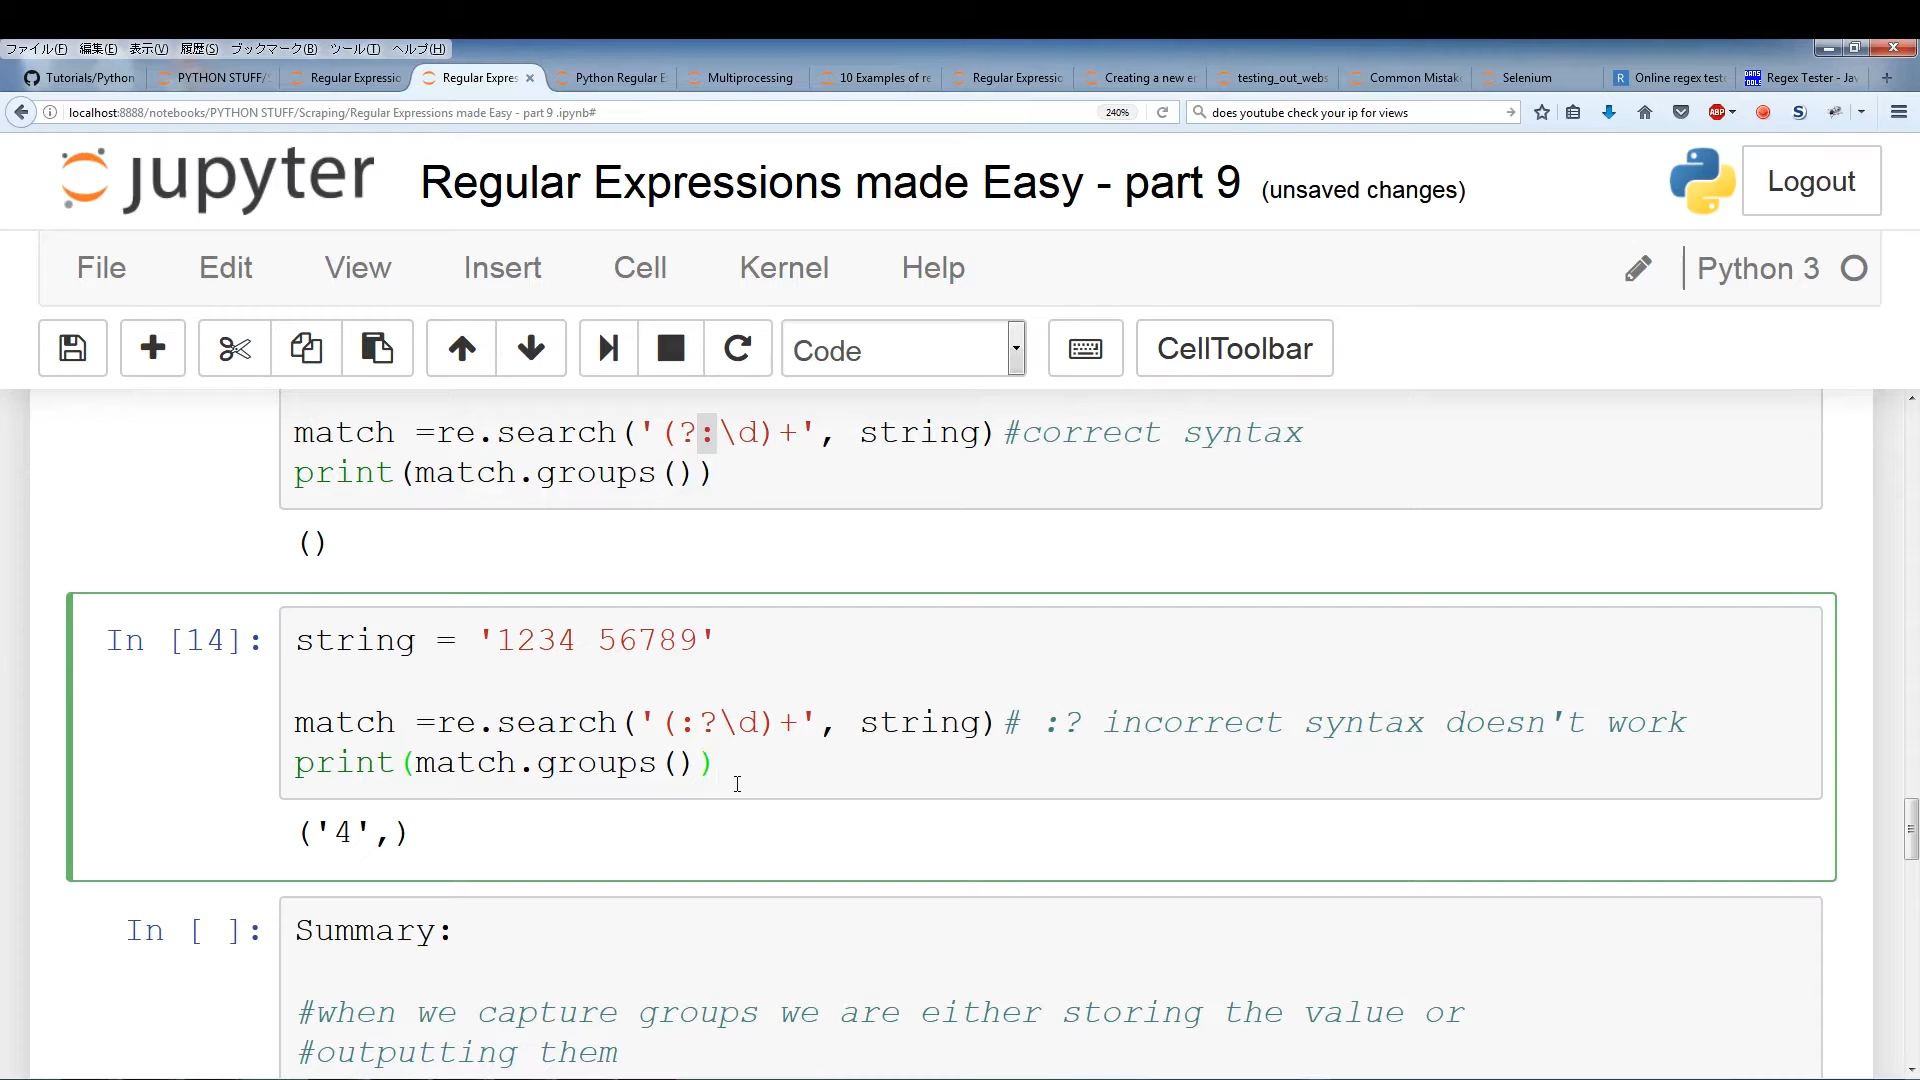 ファイル(F) 編集(E) 表示(V) 履歴(S) ブックマーク(B) ツール(T) ヘルプ(H)
Tutorials/Python PYTHON STUFF/ Regular Expressio Regular Expres Python Regular E Multiprocessing 10 Examples of re Regular Expressio Creating a new er testing_out_webs Common Mistak Selenium Online regex teste Regex Tester - Jav
localhost:8888/notebooks/PYTHON STUFF/Scraping/Regular Expressions made Easy - part 9 .ipynb# 240% does youtube check your ip for views
jupyter Regular Expressions made Easy - part 9 (unsaved changes) Logout
File Edit View Insert Cell Kernel Help Python 3
Code CellToolbar
match =re.search('(?:\d)+', string)#correct syntax
print(match.groups())
()
In [14]: string = '1234 56789'
match =re.search('(:?\d)+', string)# :? incorrect syntax doesn't work
print(match.groups())
('4',)
In [ ]: Summary:
#when we capture groups we are either storing the value or
#outputting them